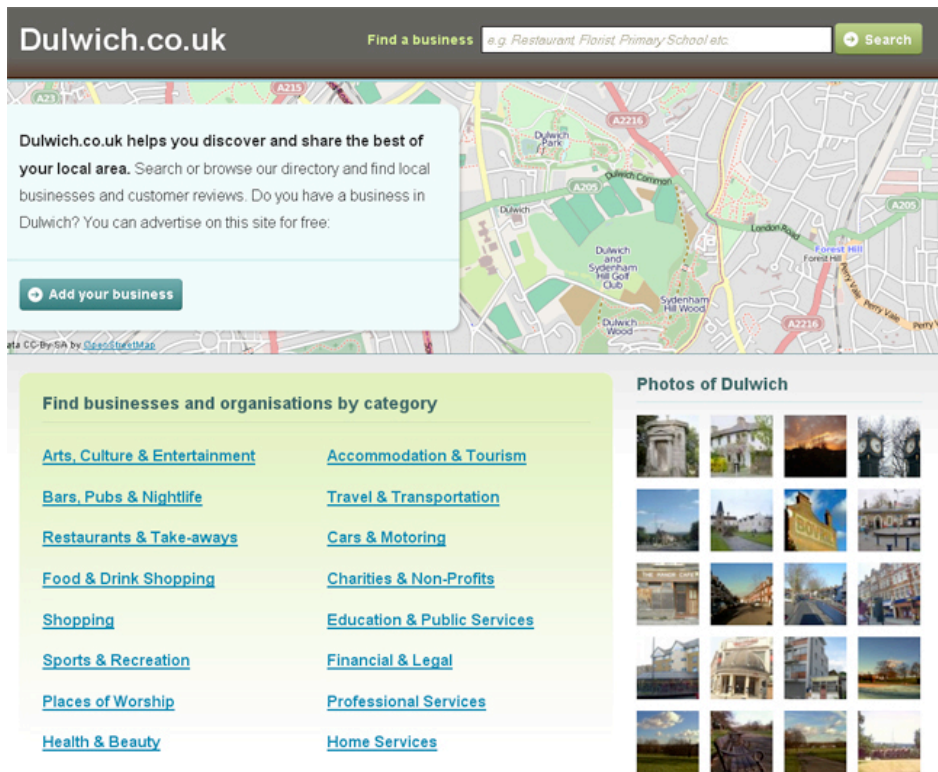 Dulwich.co.uk
Find a business
e.g. Restaurant, Florist, Primary School etc.
Search
A23
A215
A2216
Dulwich.co.uk helps you discover and share the best of
your local area. Search or browse our directory and find local
businesses and customer reviews. Do you have a business in
Dulwich? You can advertise on this site for free:
Add your business
ata CC-By-SA by OpenStreetMap
Dulwich
Park
A205
Dulwich Common
Dulwich
A205
London Road
Forest Hill
Forest Hill
Dulwich
and
Sydenham
Hill Golf
Club
Perry Vale
Sydenham
Hill Wood
Perry Vale
Dulwich
Wood
A2216
Perry V
Find businesses and organisations by category
Arts, Culture & Entertainment
Bars, Pubs & Nightlife
Restaurants & Take-aways
Food & Drink Shopping
Shopping
Sports & Recreation
Places of Worship
Health & Beauty
Accommodation & Tourism
Travel & Transportation
Cars & Motoring
Charities & Non-Profits
Education & Public Services
Financial & Legal
Professional Services
Home Services
Photos of Dulwich
BOVRIL